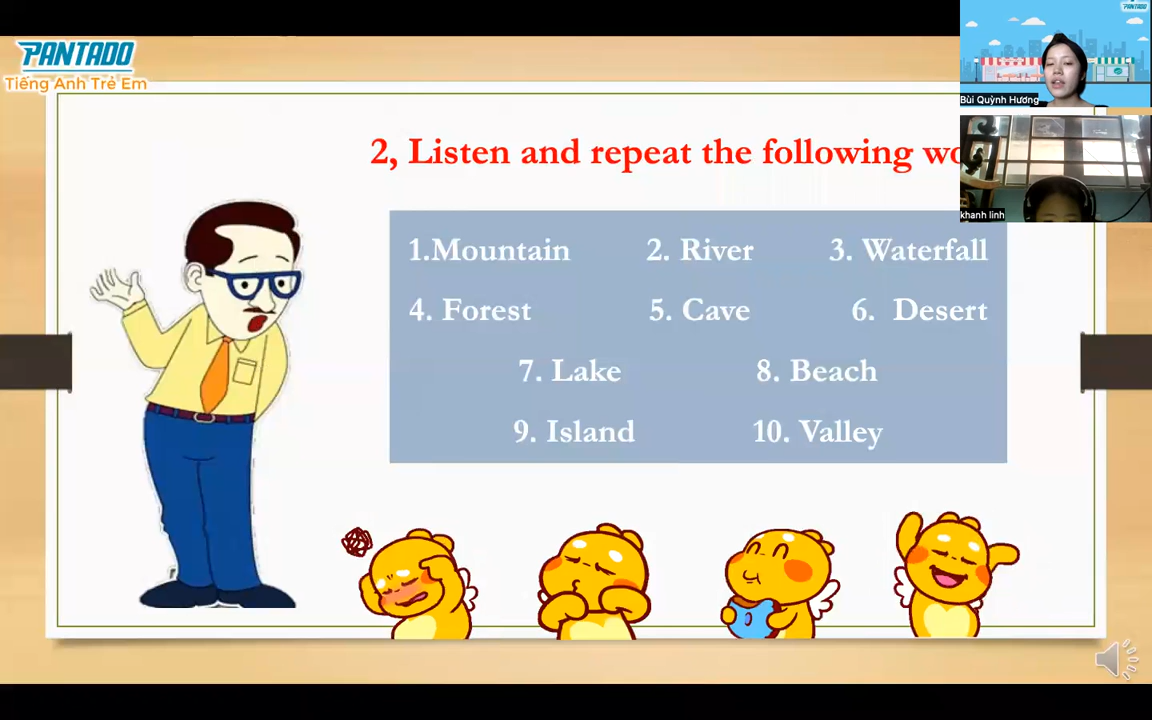 PANTADO
Tiếng Anh Trẻ Em
PANTADO
Bùi Quỳnh Hương
khanh linh
2, Listen and repeat the following
1.Mountain 2. River 3. Waterfall
4. Forest 5. Cave 6. Desert
7. Lake 8. Beach
9. Island 10. Valley